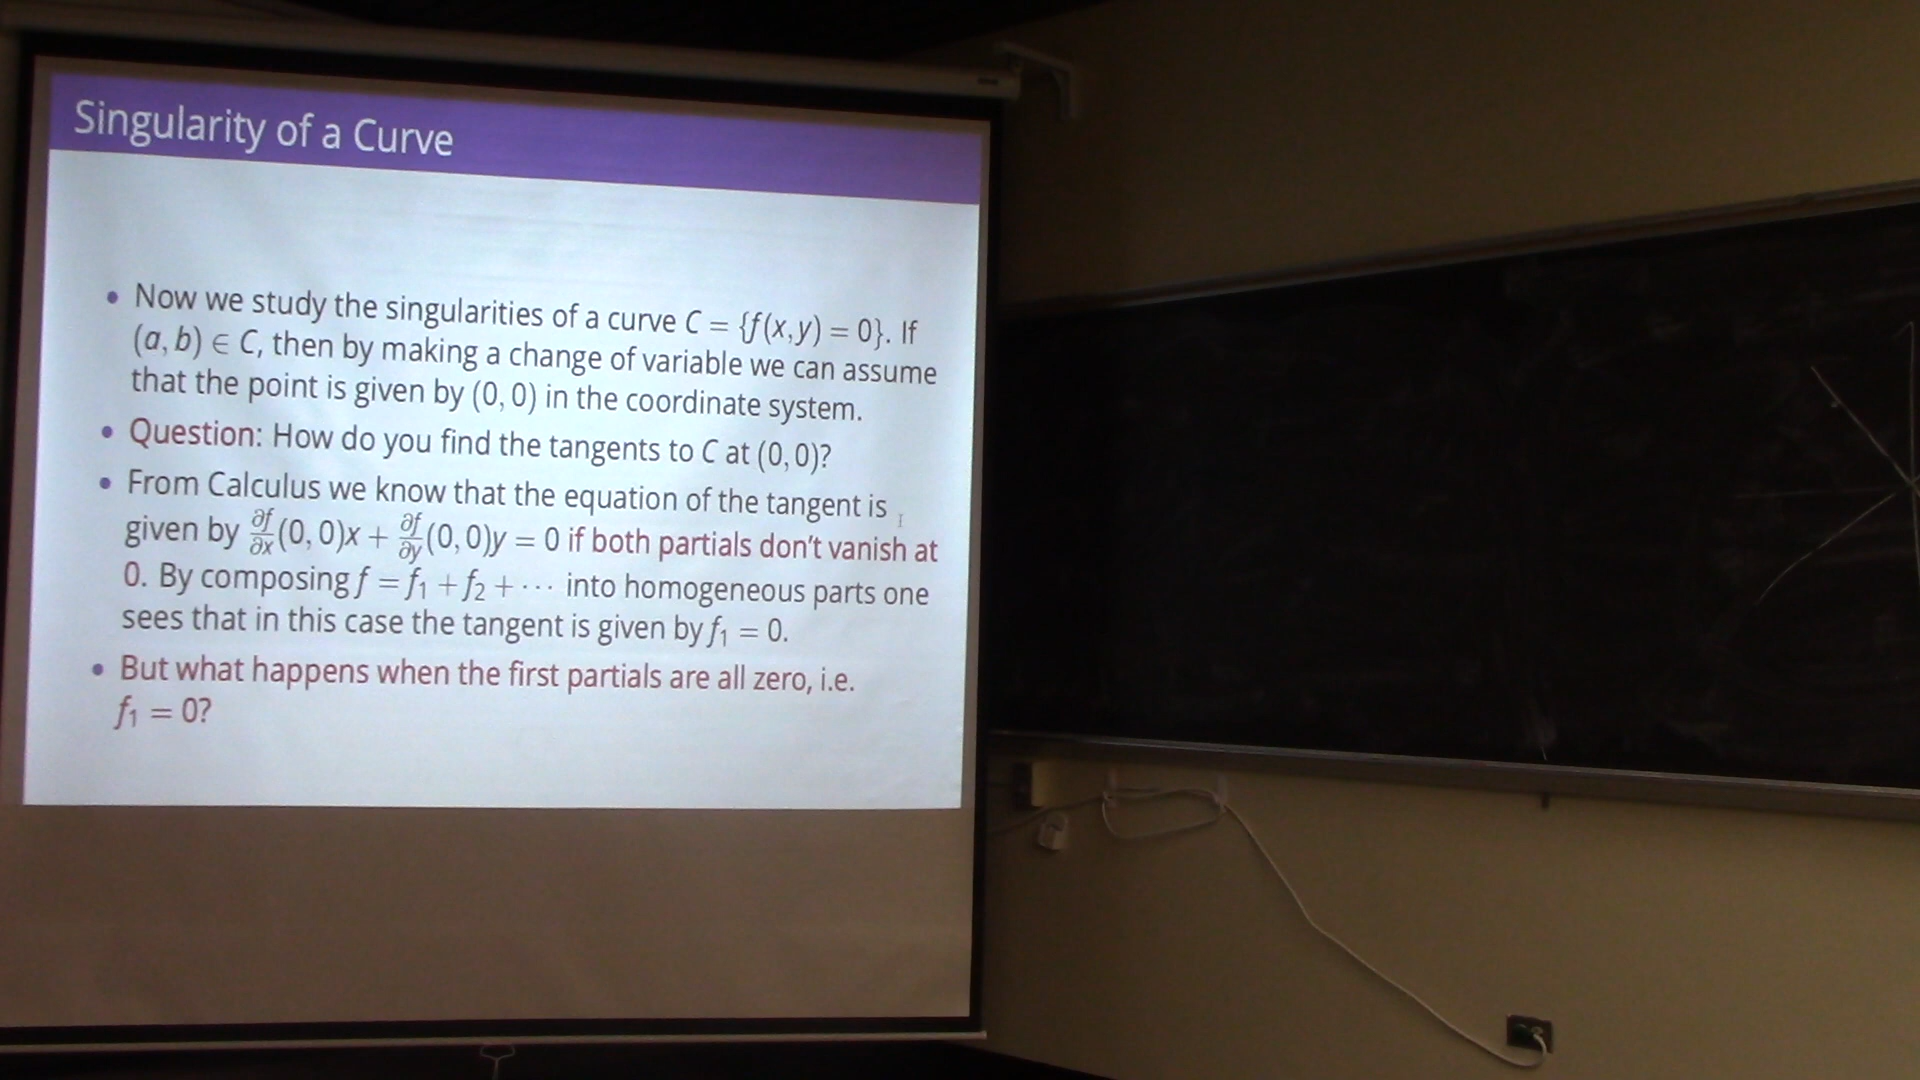 Singularity of a Curve
• Now we study the singularities of a curve C = {f(x,y) = 0}. If
(a, b) ∈ C, then by making a change of variable we can assume
that the point is given by (0, 0) in the coordinate system.
• Question: How do you find the tangents to C at (0, 0)?
• From Calculus we know that the equation of the tangent is
given by ∂f/∂x (0, 0)x + ∂f/∂y (0, 0)y = 0 if both partials don't vanish at
0. By composing f = f₁ + f₂ + ⋯ into homogeneous parts one
sees that in this case the tangent is given by f₁ = 0.
• But what happens when the first partials are all zero, i.e.
f₁ = 0?